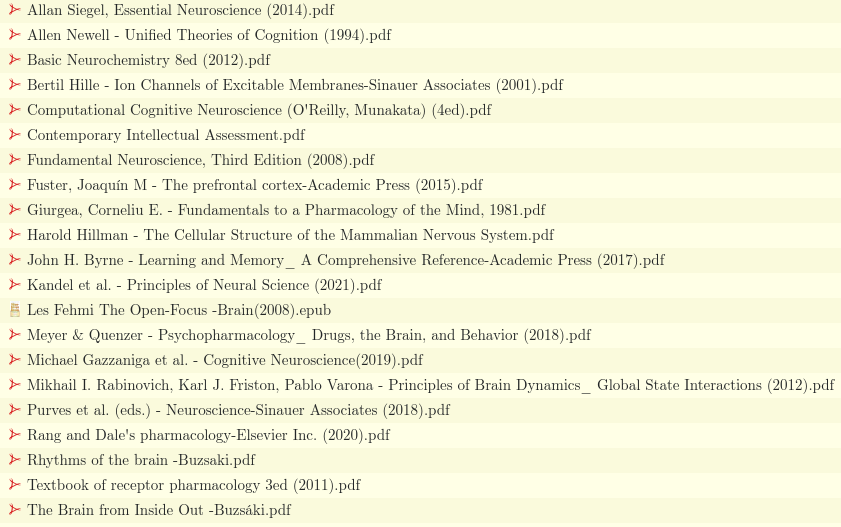 Allan Siegel, Essential Neuroscience (2014).pdf
Allen Newell - Unified Theories of Cognition (1994).pdf
Basic Neurochemistry 8ed (2012).pdf
Bertil Hille - Ion Channels of Excitable Membranes-Sinauer Associates (2001).pdf
Computational Cognitive Neuroscience (O'Reilly, Munakata) (4ed).pdf
Contemporary Intellectual Assessment.pdf
Fundamental Neuroscience, Third Edition (2008).pdf
Fuster, Joaquín M - The prefrontal cortex-Academic Press (2015).pdf
Giurgea, Corneliu E. - Fundamentals to a Pharmacology of the Mind, 1981.pdf
Harold Hillman - The Cellular Structure of the Mammalian Nervous System.pdf
John H. Byrne - Learning and Memory_ A Comprehensive Reference-Academic Press (2017).pdf
Kandel et al. - Principles of Neural Science (2021).pdf
Les Fehmi The Open-Focus -Brain(2008).epub
Meyer & Quenzer - Psychopharmacology_ Drugs, the Brain, and Behavior (2018).pdf
Michael Gazzaniga et al. - Cognitive Neuroscience(2019).pdf
Mikhail I. Rabinovich, Karl J. Friston, Pablo Varona - Principles of Brain Dynamics_ Global State Interactions (2012).pdf
Purves et al. (eds.) - Neuroscience-Sinauer Associates (2018).pdf
Rang and Dale's pharmacology-Elsevier Inc. (2020).pdf
Rhythms of the brain -Buzsaki.pdf
Textbook of receptor pharmacology 3ed (2011).pdf
The Brain from Inside Out -Buzsáki.pdf